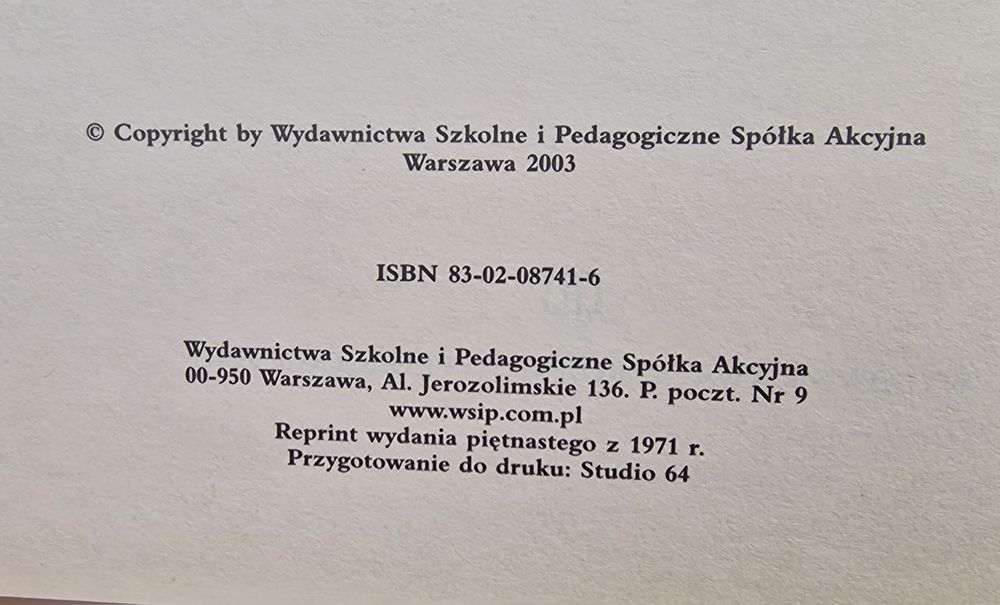 © Copyright by Wydawnictwa Szkolne i Pedagogiczne Spółka Akcyjna
Warszawa 2003
ISBN 83-02-08741-6
Wydawnictwa Szkolne i Pedagogiczne Spółka Akcyjna
00-950 Warszawa, Al. Jerozolimskie 136. P. poczt. Nr 9
www.wsip.com.pl
Reprint wydania piętnastego z 1971 r.
Przygotowanie do druku: Studio 64